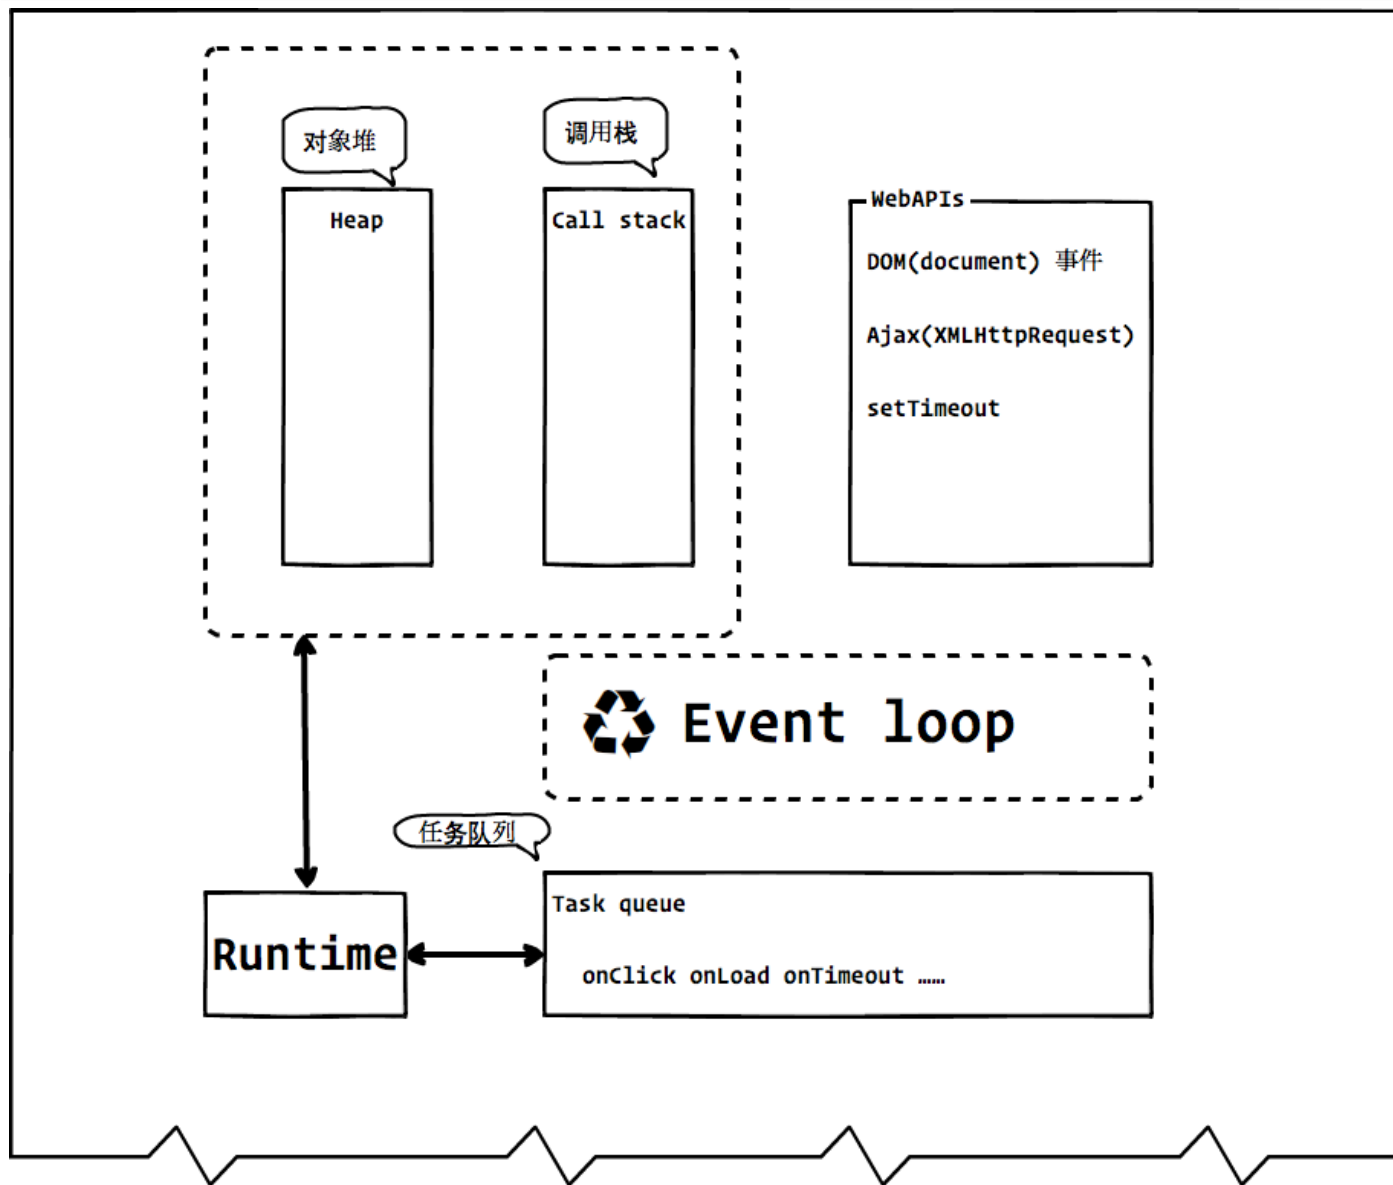 对象堆
调用栈
Heap
Call stack
WebAPIs
DOM(document) 事件
Ajax(XMLHttpRequest)
setTimeout
♻ Event loop
任务队列
Task queue
Runtime
onClick onLoad onTimeout ……